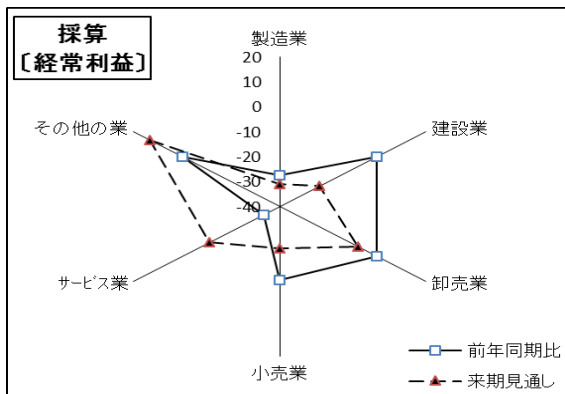 採算
〔経常利益〕
製造業
20
10
0
-10
-20
-30
-40
建設業
その他の業
卸売業
サービス業
小売業
前年同期比
来期見通し